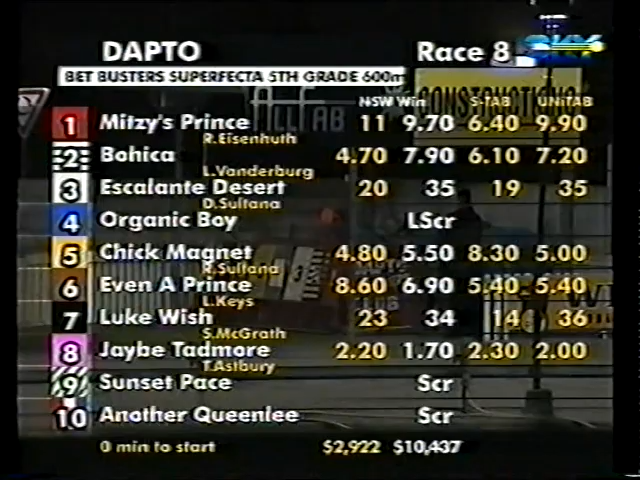 DAPTO Race 8 SKY
BET BUSTERS SUPERFECTA 5TH GRADE 600m
NSW Win S-TAB UNiTAB
1 Mitzy's Prince 11 9.70 6.40 9.90
R.Eisenhuth
2 Bohica 4.70 7.90 6.10 7.20
L.Vanderburg
3 Escalante Desert 20 35 19 35
D.Sultana
4 Organic Boy LScr
5 Chick Magnet 4.80 5.50 8.30 5.00
R.Sultana
6 Even A Prince 8.60 6.90 5.40 5.40
L.Keys
7 Luke Wish 23 34 14 36
S.McGrath
8 Jaybe Tadmore 2.20 1.70 2.30 2.00
T.Astbury
9 Sunset Pace Scr
10 Another Queenlee Scr
0 min to start $2,922 $10,437
CONSTRUCTIONS
TAB
CLUB